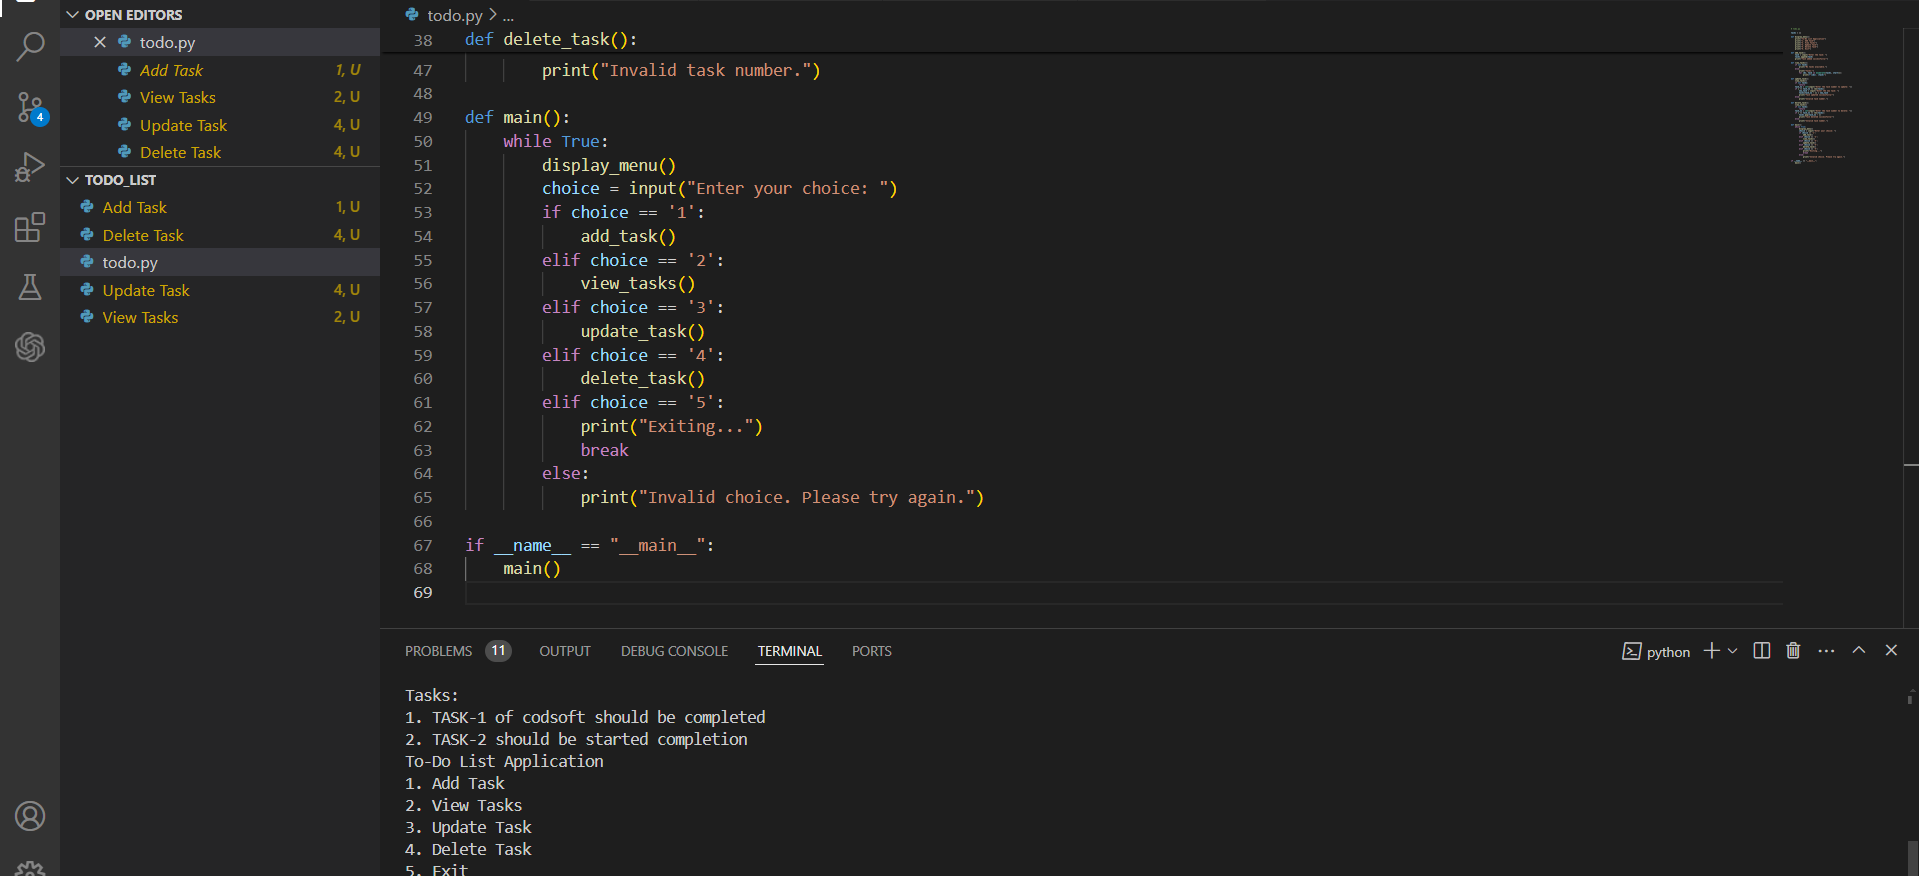 OPEN EDITORS
todo.py
Add Task 1, U
View Tasks 2, U
Update Task 4, U
Delete Task 4, U
TODO_LIST
Add Task 1, U
Delete Task 4, U
todo.py
Update Task 4, U
View Tasks 2, U
4
todo.py > ...
38 def delete_task():
47 print("Invalid task number.")
48
49 def main():
50 while True:
51 display_menu()
52 choice = input("Enter your choice: ")
53 if choice == '1':
54 add_task()
55 elif choice == '2':
56 view_tasks()
57 elif choice == '3':
58 update_task()
59 elif choice == '4':
60 delete_task()
61 elif choice == '5':
62 print("Exiting...")
63 break
64 else:
65 print("Invalid choice. Please try again.")
66
67 if __name__ == "__main__":
68 main()
69
PROBLEMS 11 OUTPUT DEBUG CONSOLE TERMINAL PORTS python
Tasks:
1. TASK-1 of codsoft should be completed
2. TASK-2 should be started completion
To-Do List Application
1. Add Task
2. View Tasks
3. Update Task
4. Delete Task
5. Exit